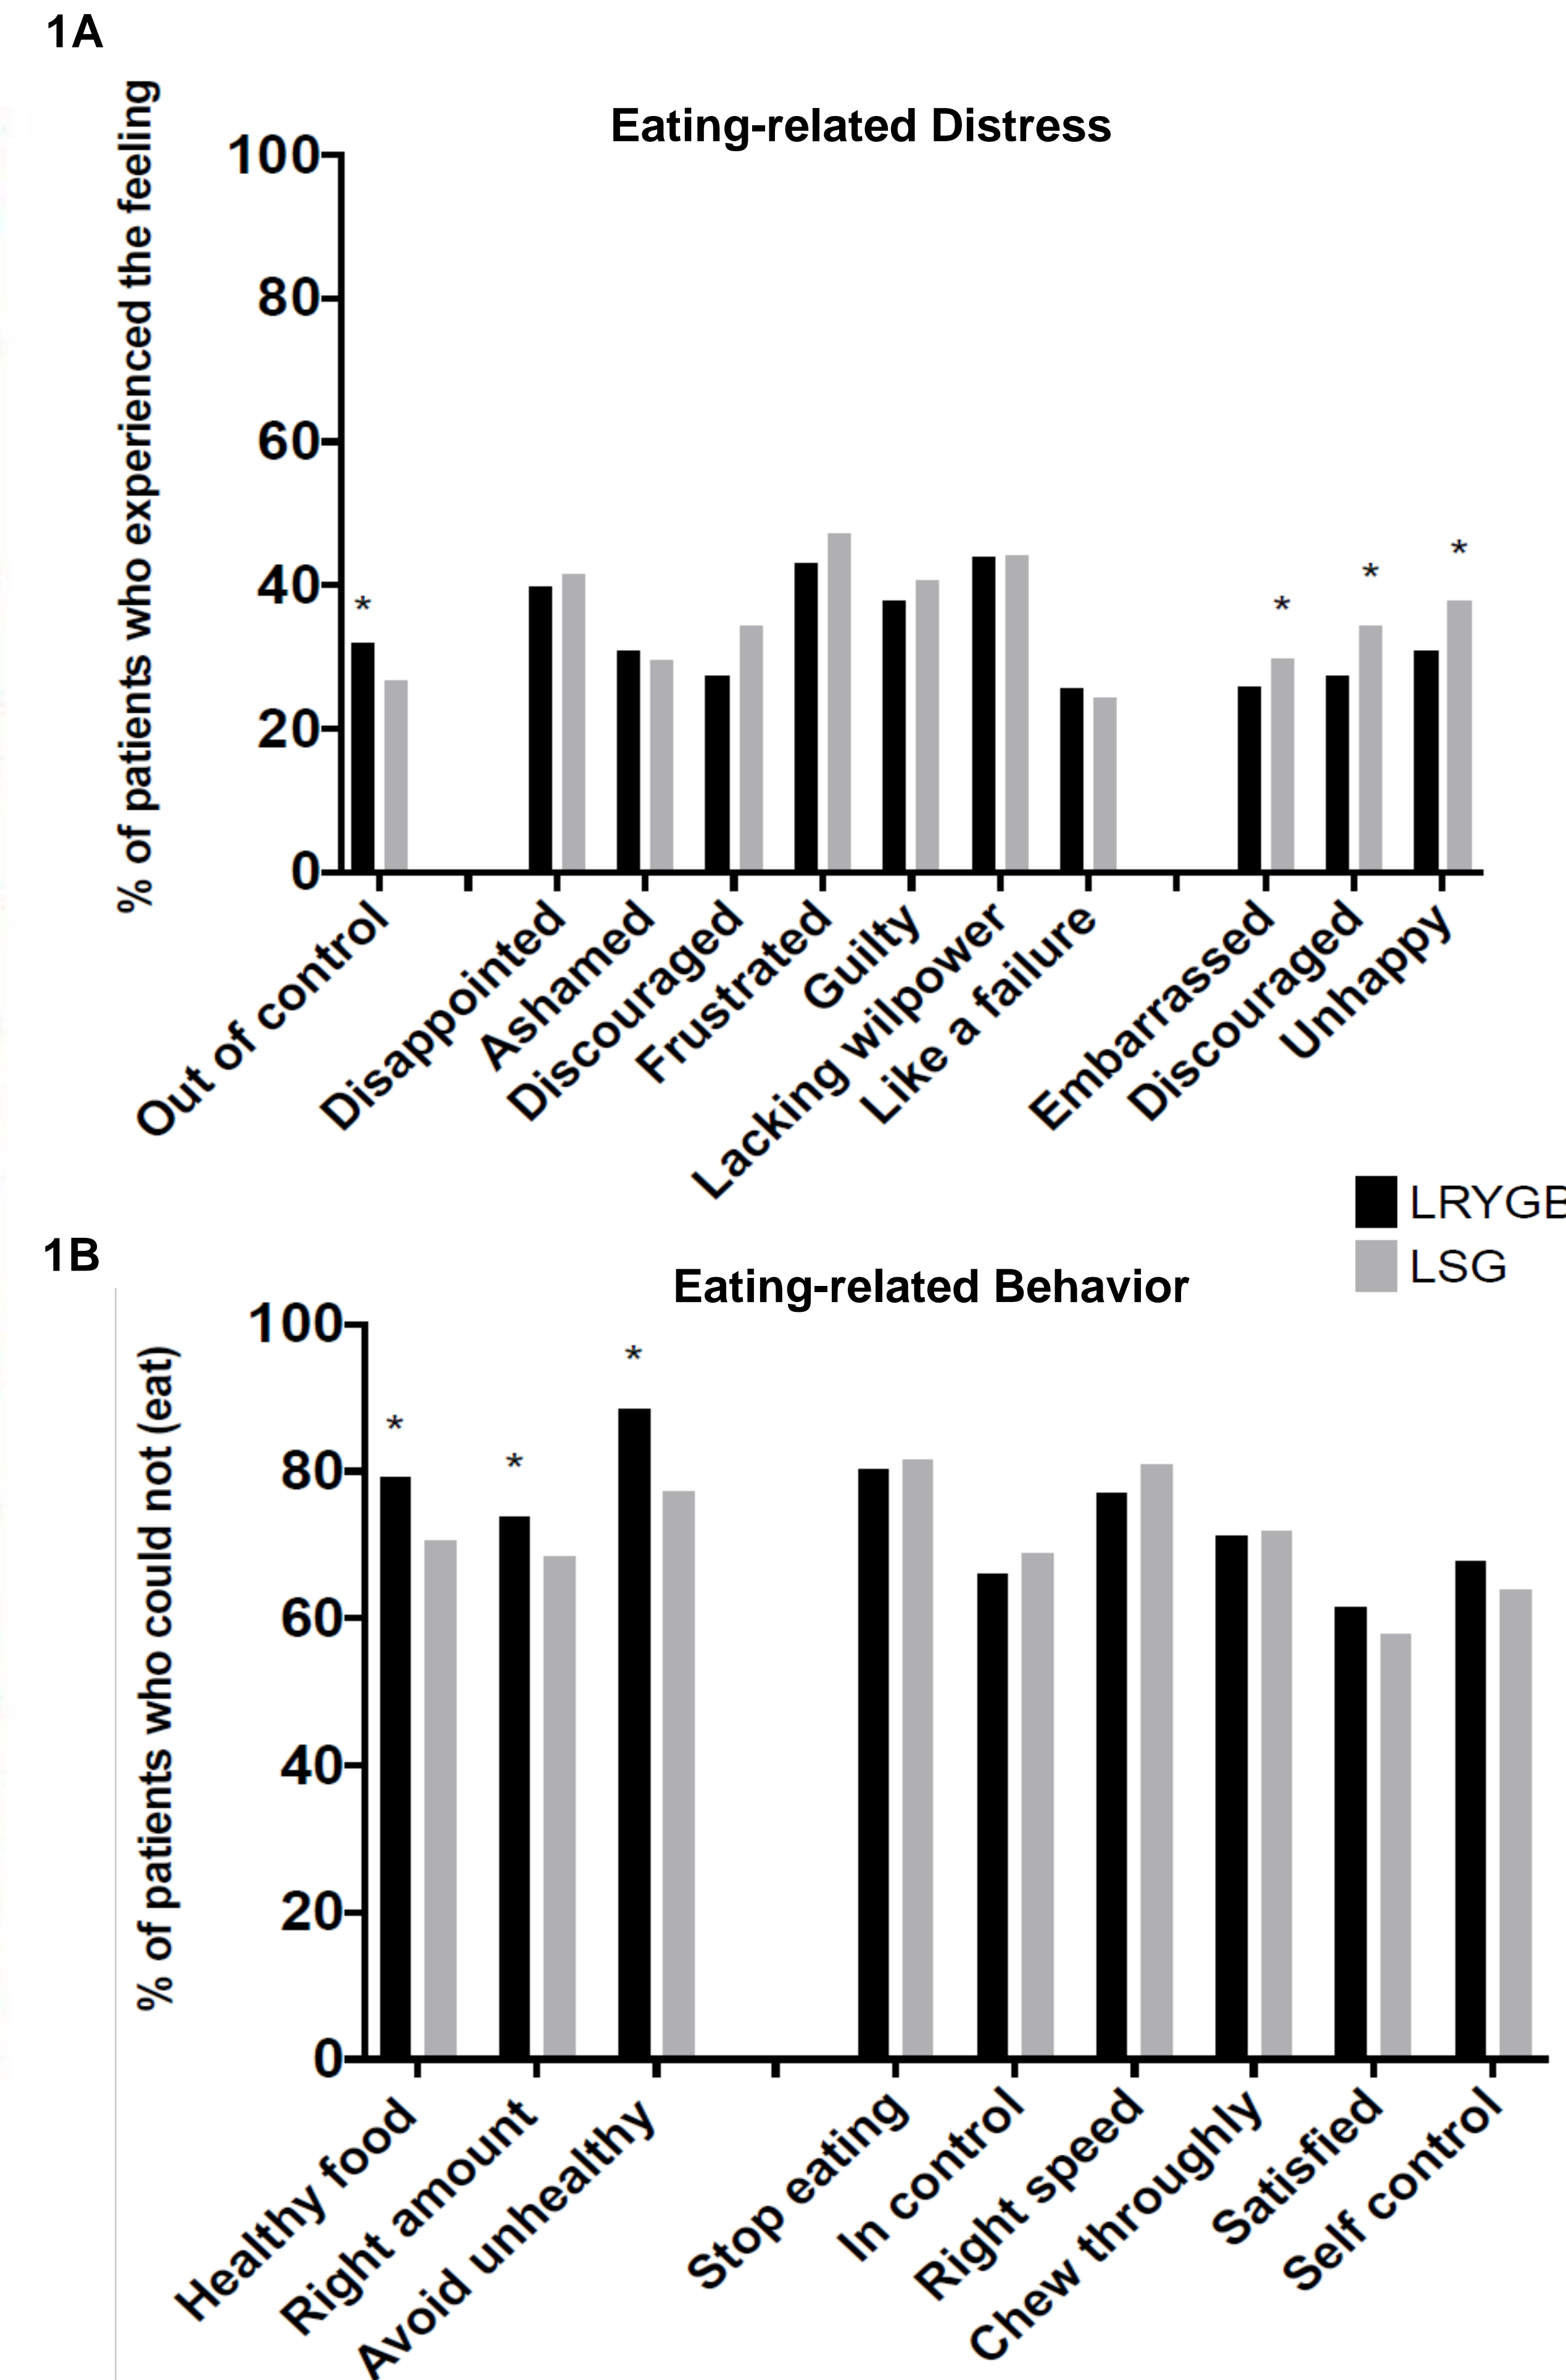 1A
Eating-related Distress
% of patients who experienced the feeling
100
80
60
40
20
0
*
*
*
*
Out of control
Disappointed
Ashamed
Discouraged
Frustrated
Guilty
Lacking wilpower
Like a failure
Embarrassed
Discouraged
Unhappy
LRYGB
LSG
1B
Eating-related Behavior
% of patients who could not (eat)
100
80
60
40
20
0
*
*
*
Healthy food
Right amount
Avoid unhealthy
Stop eating
In control
Right speed
Chew throughly
Satisfied
Self control